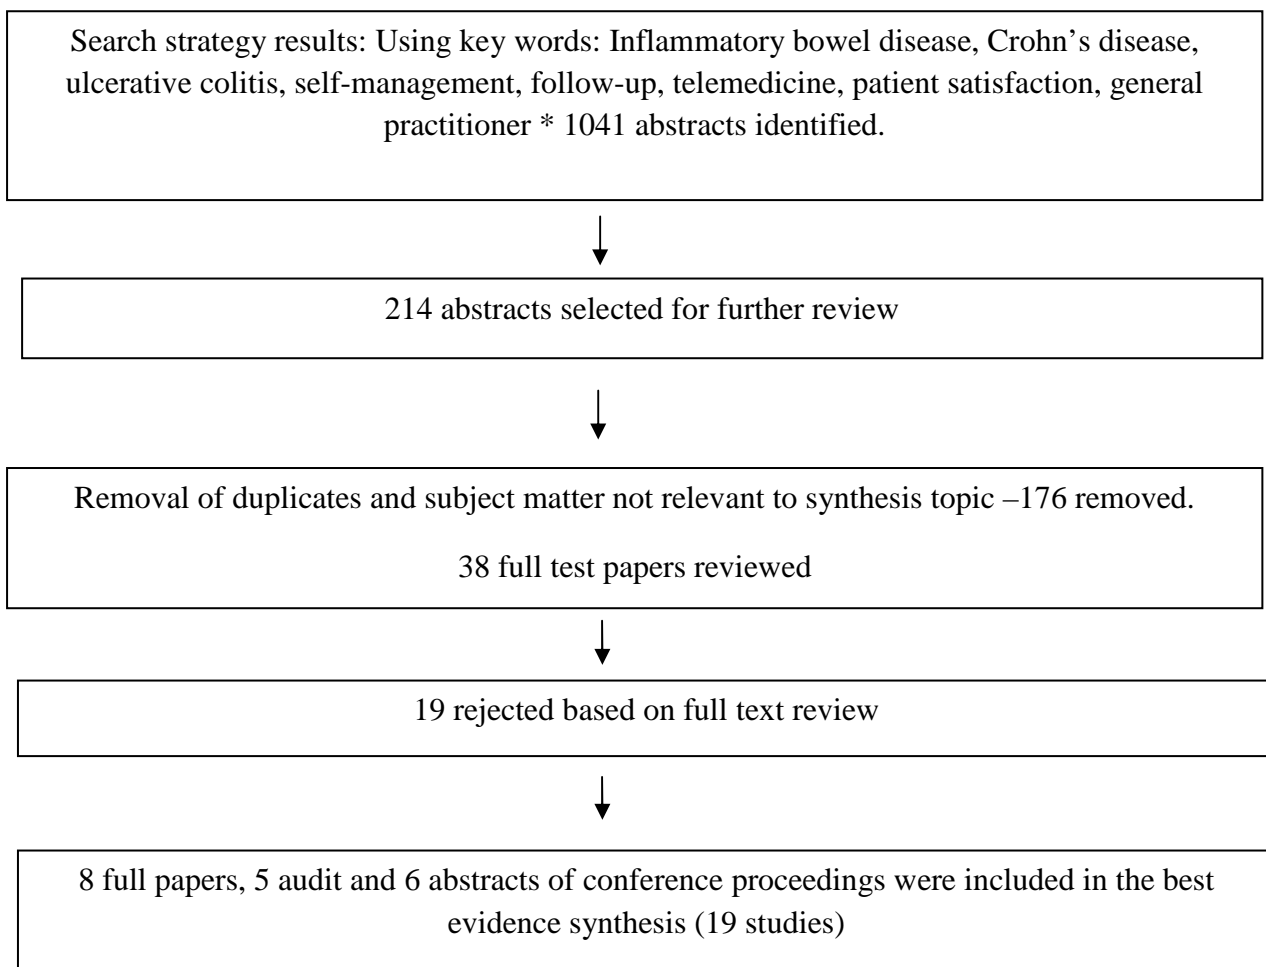 Search strategy results: Using key words: Inflammatory bowel disease, Crohn’s disease,
ulcerative colitis, self-management, follow-up, telemedicine, patient satisfaction, general
practitioner * 1041 abstracts identified.
214 abstracts selected for further review
Removal of duplicates and subject matter not relevant to synthesis topic –176 removed.
38 full test papers reviewed
19 rejected based on full text review
8 full papers, 5 audit and 6 abstracts of conference proceedings were included in the best
evidence synthesis (19 studies)